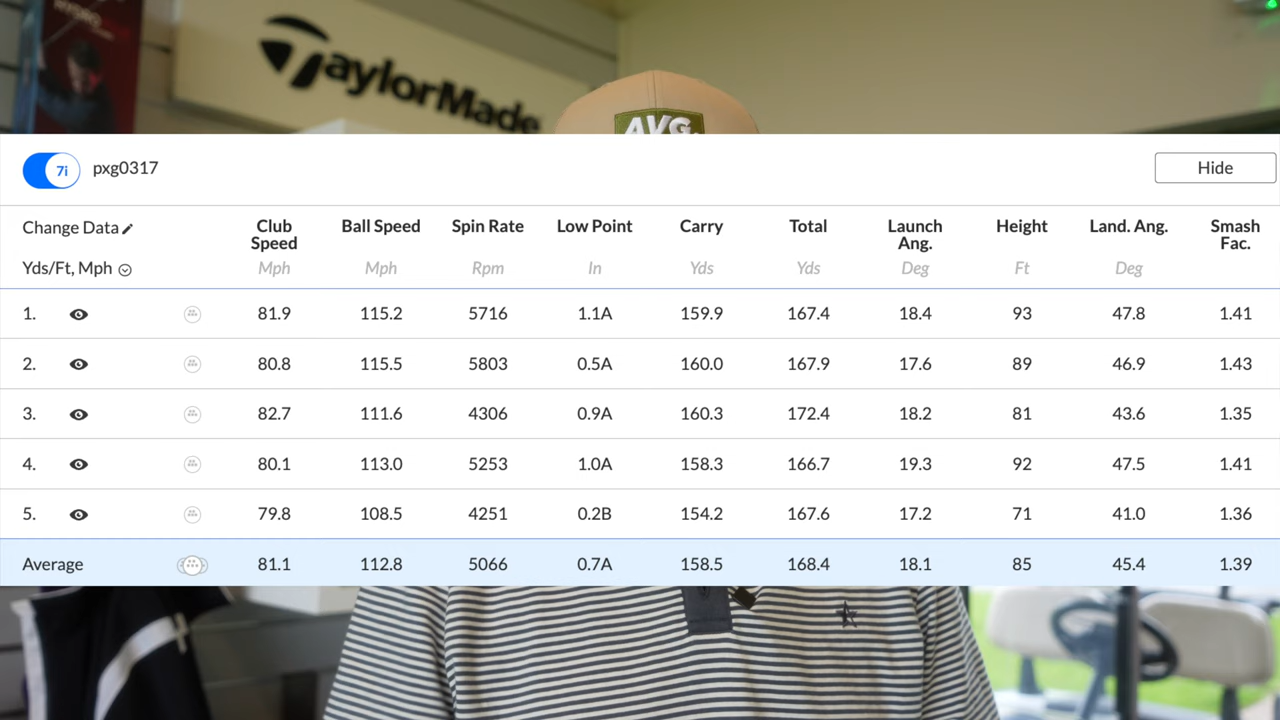 HYDRO
TaylorMade
AVG.
7i pxg0317 Hide
Change Data Club Speed Ball Speed Spin Rate Low Point Carry Total Launch Ang. Height Land. Ang. Smash Fac.
Yds/Ft, Mph Mph Mph Rpm In Yds Yds Deg Ft Deg
1. 81.9 115.2 5716 1.1A 159.9 167.4 18.4 93 47.8 1.41
2. 80.8 115.5 5803 0.5A 160.0 167.9 17.6 89 46.9 1.43
3. 82.7 111.6 4306 0.9A 160.3 172.4 18.2 81 43.6 1.35
4. 80.1 113.0 5253 1.0A 158.3 166.7 19.3 92 47.5 1.41
5. 79.8 108.5 4251 0.2B 154.2 167.6 17.2 71 41.0 1.36
Average 81.1 112.8 5066 0.7A 158.5 168.4 18.1 85 45.4 1.39